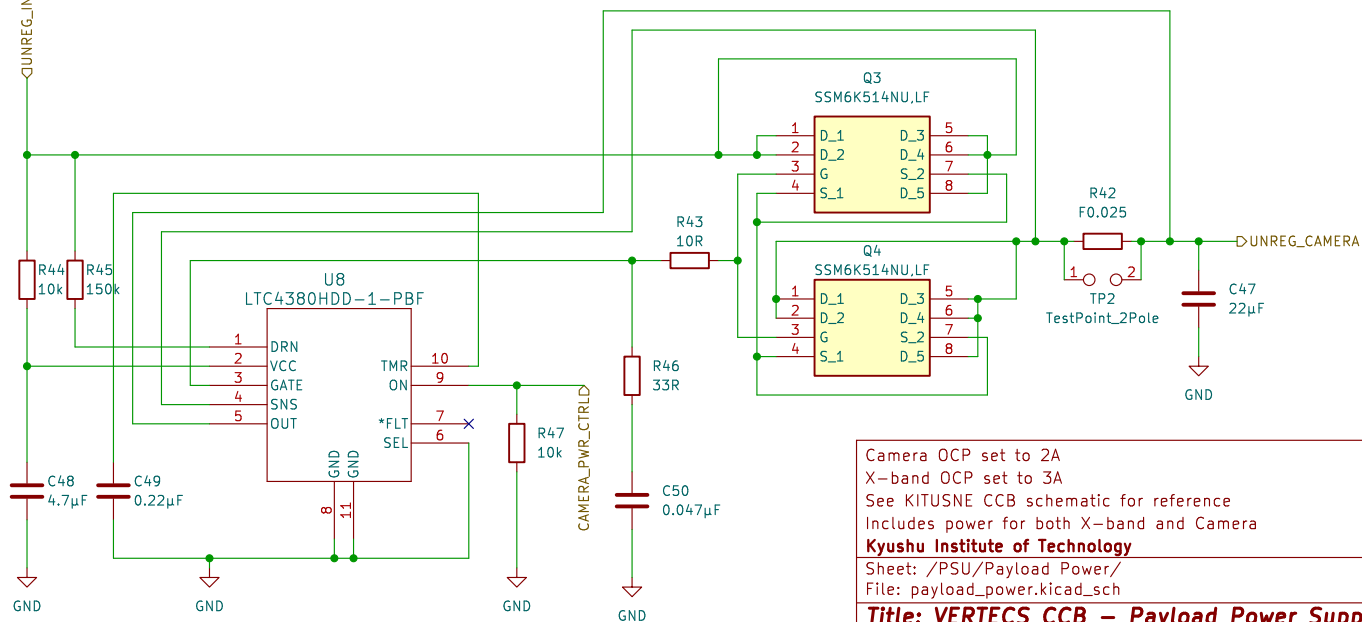 UNREG_IN
Q3
SSM6K514NU,LF
1 D_1 D_3 5
2 D_2 D_4 6
3 G S_2 7
4 S_1 D_5 8
R42
F0.025
UNREG_CAMERA
1 2
TP2
TestPoint_2Pole
C47
22µF
GND
R43
10R
Q4
SSM6K514NU,LF
1 D_1 D_3 5
2 D_2 D_4 6
3 G S_2 7
4 S_1 D_5 8
R44
10k
R45
150k
U8
LTC4380HDD-1-PBF
1 DRN
2 VCC TMR 10
3 GATE ON 9
4 SNS
5 OUT *FLT 7
SEL 6
GND GND
8 11
R46
33R
R47
10k
CAMERA_PWR_CTRL
C48
4.7µF
C49
0.22µF
C50
0.047µF
GND
GND
GND
GND
Camera OCP set to 2A
X-band OCP set to 3A
See KITUSNE CCB schematic for reference
Includes power for both X-band and Camera
Kyushu Institute of Technology
Sheet: /PSU/Payload Power/
File: payload_power.kicad_sch
Title: VERTECS CCB - Payload Power Supp